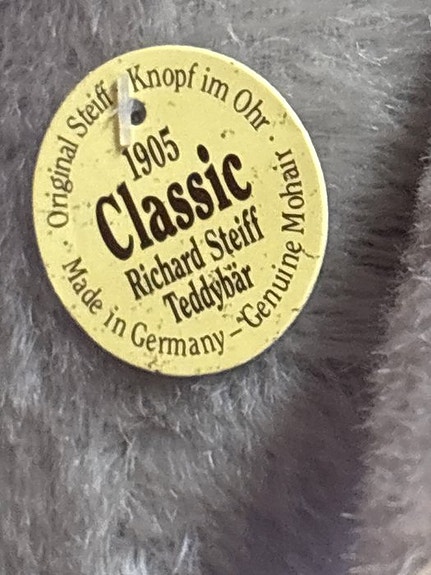 Original Steiff Knopf im Ohr · Genuine Mohair – Made in Germany ·
1905
Classic
Richard Steiff
Teddybär